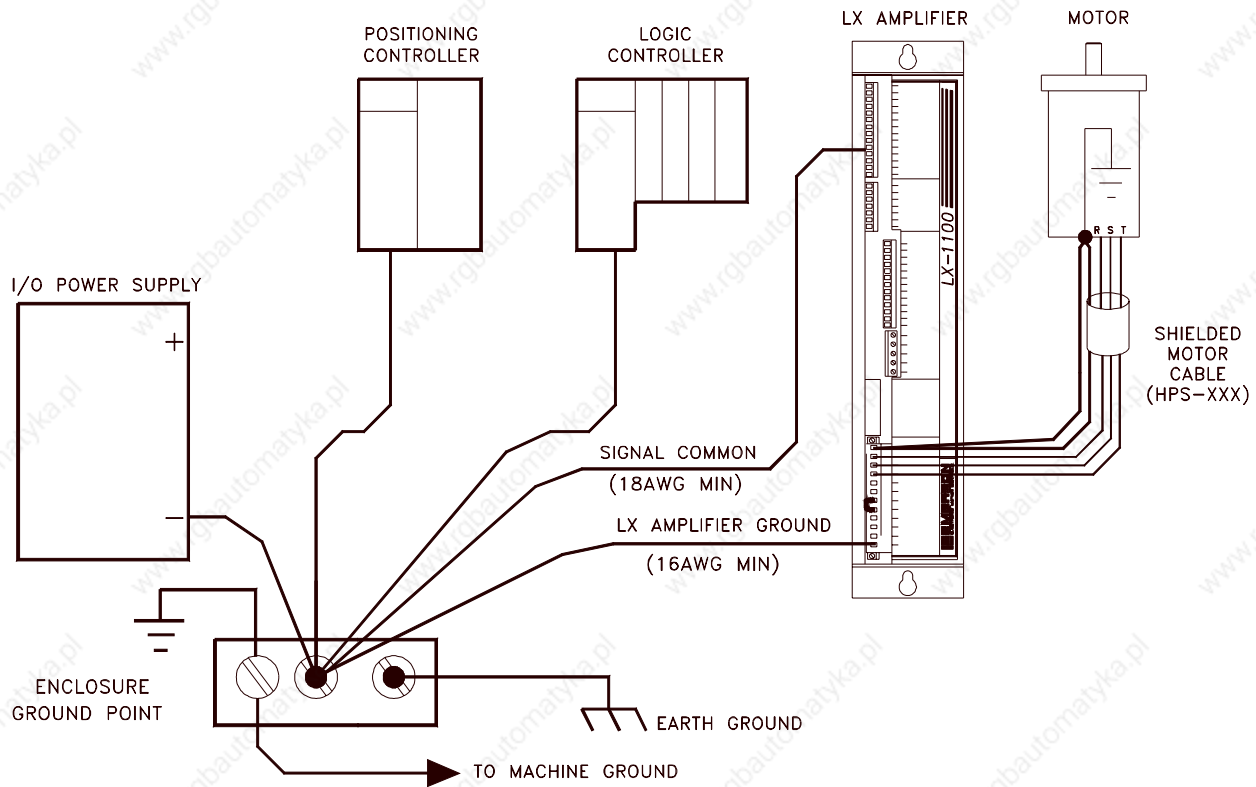 LX AMPLIFIER
MOTOR
POSITIONING
CONTROLLER
LOGIC
CONTROLLER
LX-1100
R S T
I/O POWER SUPPLY
+
−
SHIELDED
MOTOR
CABLE
(HPS-XXX)
SIGNAL COMMON
(18AWG MIN)
LX AMPLIFIER GROUND
(16AWG MIN)
ENCLOSURE
GROUND POINT
EARTH GROUND
TO MACHINE GROUND
www.rgbautomatyka.pl